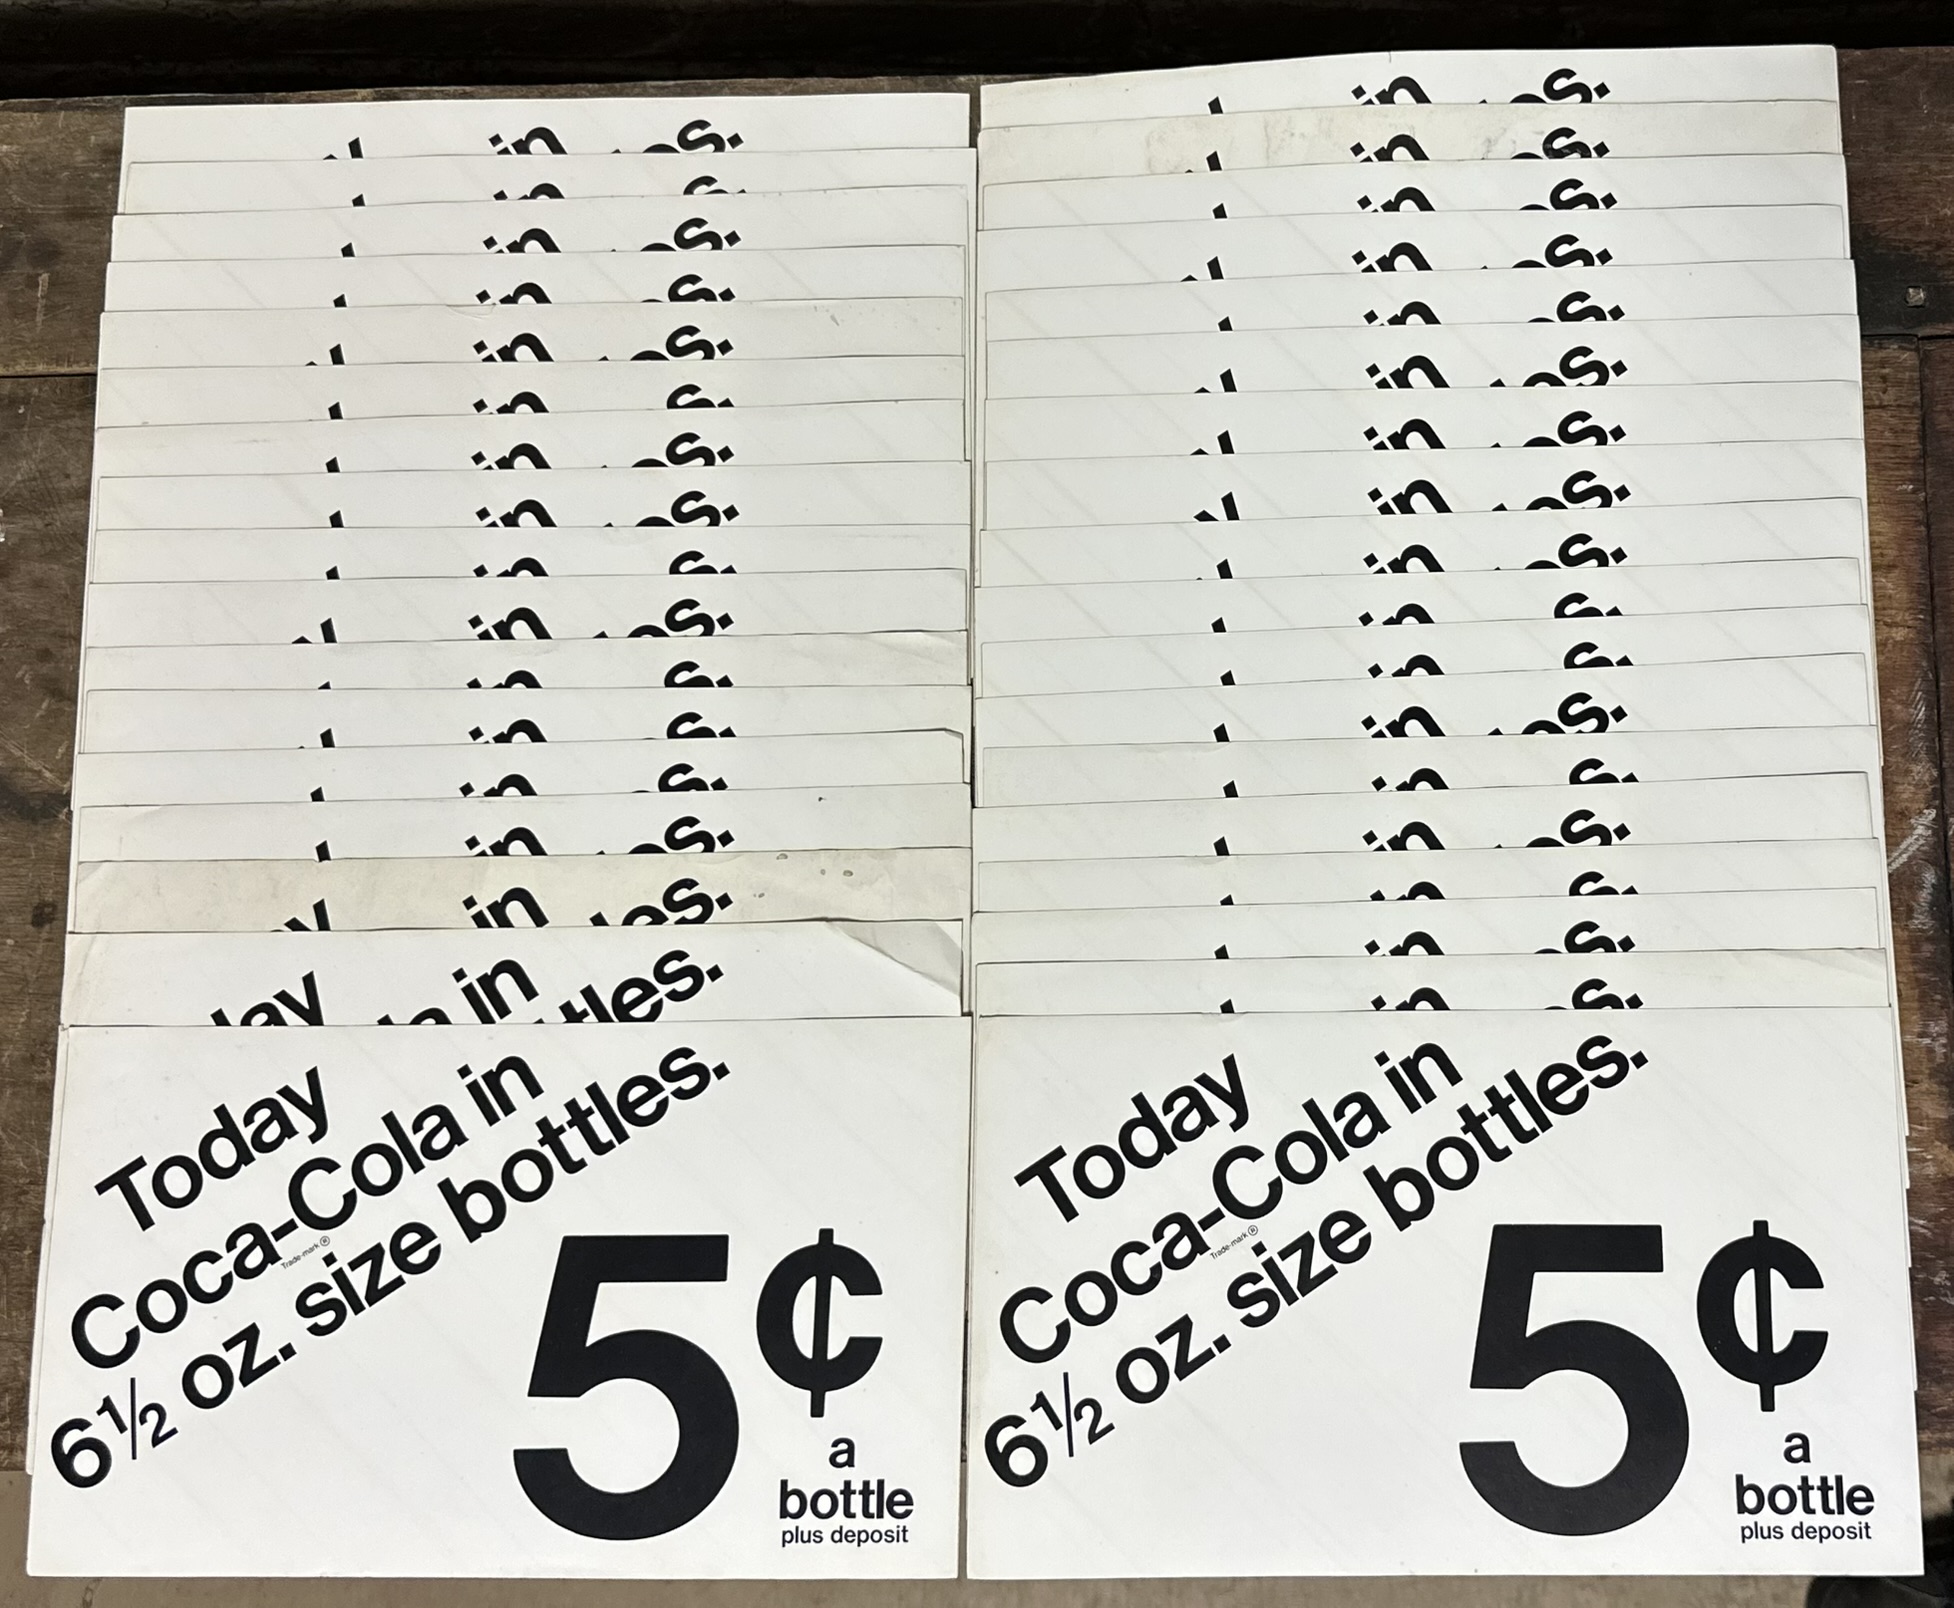 Today
Coca-Cola in
Trade-mark ®
6½ oz. size bottles.
5¢
a
bottle
plus deposit
Today
Coca-Cola in
Trade-mark ®
6½ oz. size bottles.
5¢
a
bottle
plus deposit